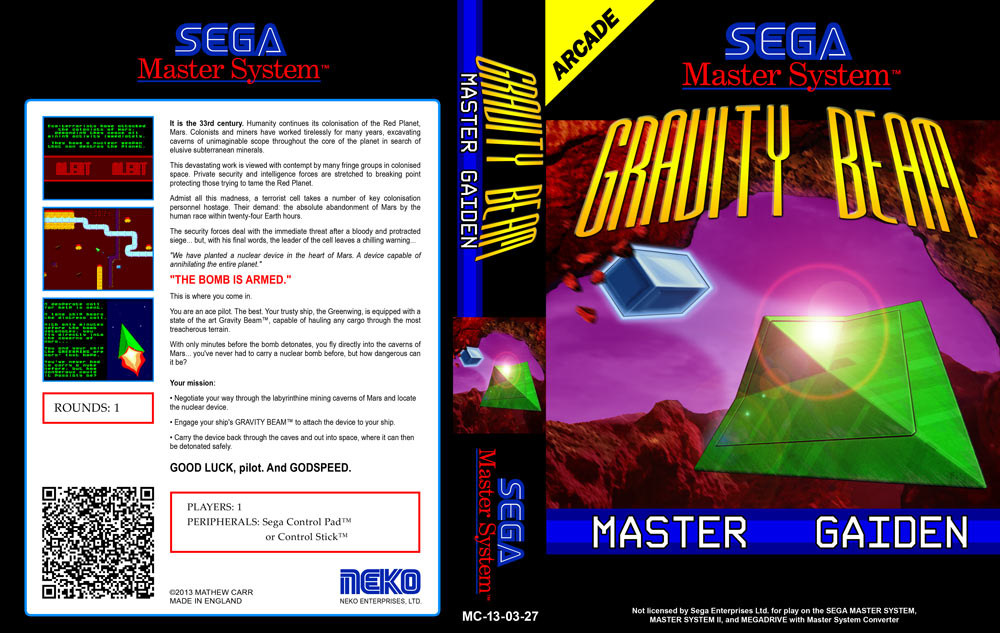 SEGA
Master System™
Eco-terrorists have attacked
the colonists of Mars.
They have a nuclear
ALERT ALERT
ROUNDS: 1
It is the 33rd century. Humanity continues its colonisation of the Red Planet,
Mars. Colonists and miners have worked tirelessly for many years, excavating
caverns of unimaginable scope throughout the core of the planet in search of
elusive subterranean minerals.
This devastating work is viewed with contempt by many fringe groups in colonised
space. Private security and intelligence forces are stretched to breaking point
protecting those trying to tame the Red Planet.
Admist all this madness, a terrorist cell takes a number of key colonisation
personnel hostage. Their demand: the absolute abandonment of Mars by the
human race within twenty-four Earth hours.
The security forces deal with the immediate threat after a bloody and protracted
siege... but, with his final words, the leader of the cell leaves a chilling warning...
"We have planted a nuclear device in the heart of Mars. A device capable of
annihilating the entire planet."
"THE BOMB IS ARMED."
This is where you come in.
You are an ace pilot. The best. Your trusty ship, the Greenwing, is equipped with a
state of the art Gravity Beam™, capable of hauling any cargo through the most
treacherous terrain.
With only minutes before the bomb detonates, you fly directly into the caverns of
Mars... you've never had to carry a nuclear bomb before, but how dangerous can
it be?
Your mission:
• Negotiate your way through the labyrinthine mining caverns of Mars and locate
the nuclear device.
• Engage your ship's GRAVITY BEAM™ to attach the device to your ship.
• Carry the device back through the caves and out into space, where it can then
be detonated safely.
GOOD LUCK, pilot. And GODSPEED.
PLAYERS: 1
PERIPHERALS: Sega Control Pad™
or Control Stick™
©2013 MATHEW CARR
MADE IN ENGLAND
NEKO
NEKO ENTERPRISES, LTD.
GRAVITY BEAM
MASTER GAIDEN
SEGA
Master System™
MC-13-03-27
ARCADE
SEGA
Master System™
GRAVITY BEAM
MASTER GAIDEN
Not licensed by Sega Enterprises Ltd. for play on the SEGA MASTER SYSTEM,
MASTER SYSTEM II, and MEGADRIVE with Master System Converter